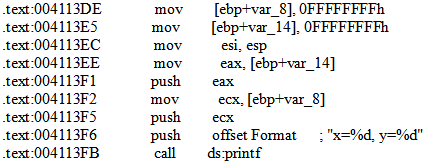 .text:004113DE mov [ebp+var_8], 0FFFFFFFFh
.text:004113E5 mov [ebp+var_14], 0FFFFFFFFh
.text:004113EC mov esi, esp
.text:004113EE mov eax, [ebp+var_14]
.text:004113F1 push eax
.text:004113F2 mov ecx, [ebp+var_8]
.text:004113F5 push ecx
.text:004113F6 push offset Format ; "x=%d, y=%d"
.text:004113FB call ds:printf